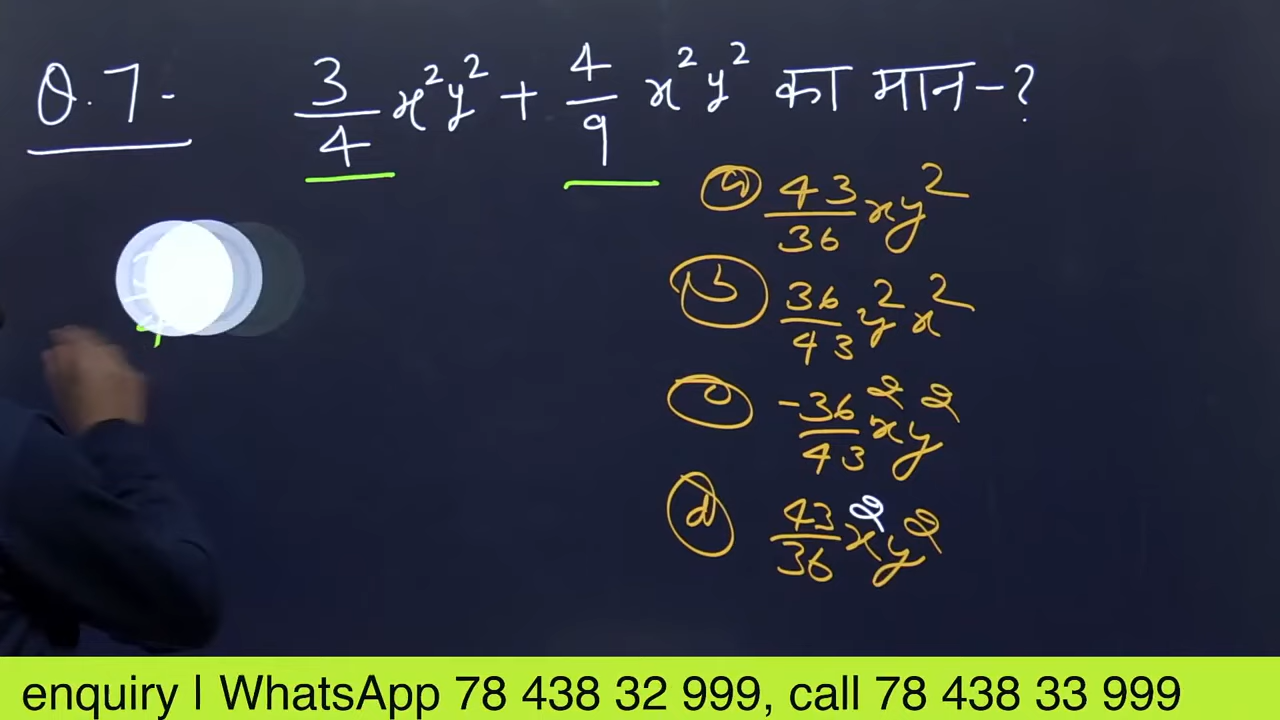 Q.7- 3/4 x²y² + 4/9 x²y² का मान-?
(a) 43/36 xy²
(b) 36/43 y²x²
(c) -36/43 x²y²
(d) 43/36 x²y²
enquiry | WhatsApp 78 438 32 999, call 78 438 33 999